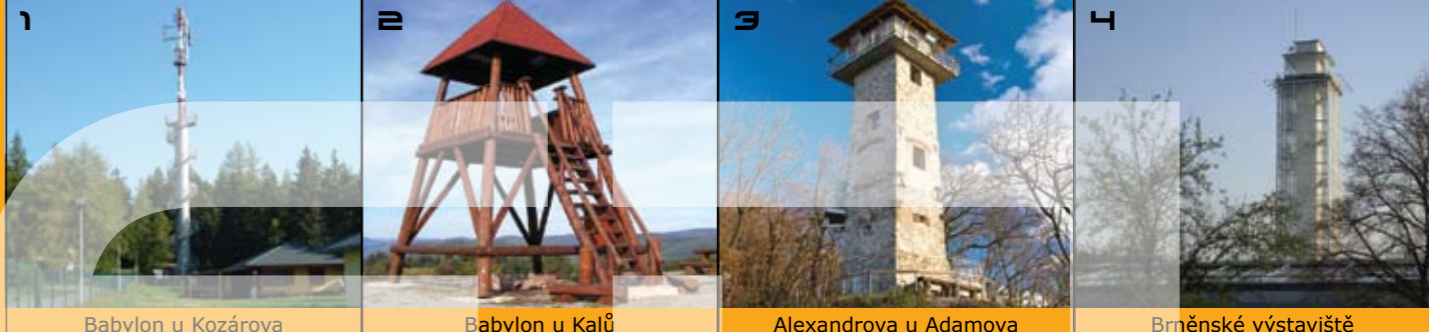 1
2
3
4
Babylon u Kozárova
Babylon u Kalů
Alexandrova u Adamova
Brněnské výstaviště